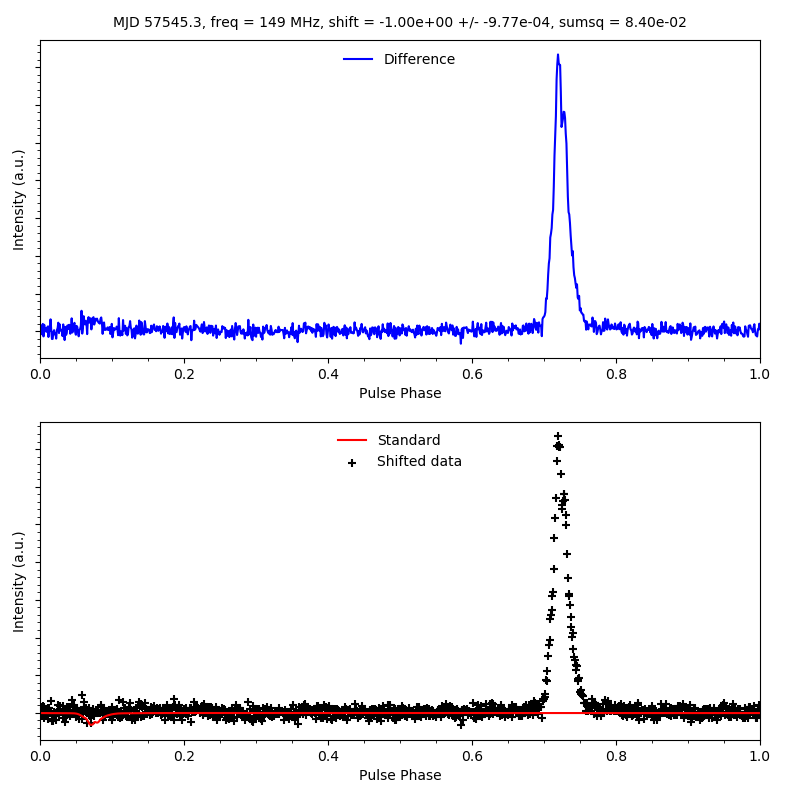 MJD 57545.3, freq = 149 MHz, shift = -1.00e+00 +/- -9.77e-04, sumsq = 8.40e-02
Difference
Intensity (a.u.)
0.0 0.2 0.4 0.6 0.8 1.0
Pulse Phase
Standard
Shifted data
Intensity (a.u.)
0.0 0.2 0.4 0.6 0.8 1.0
Pulse Phase